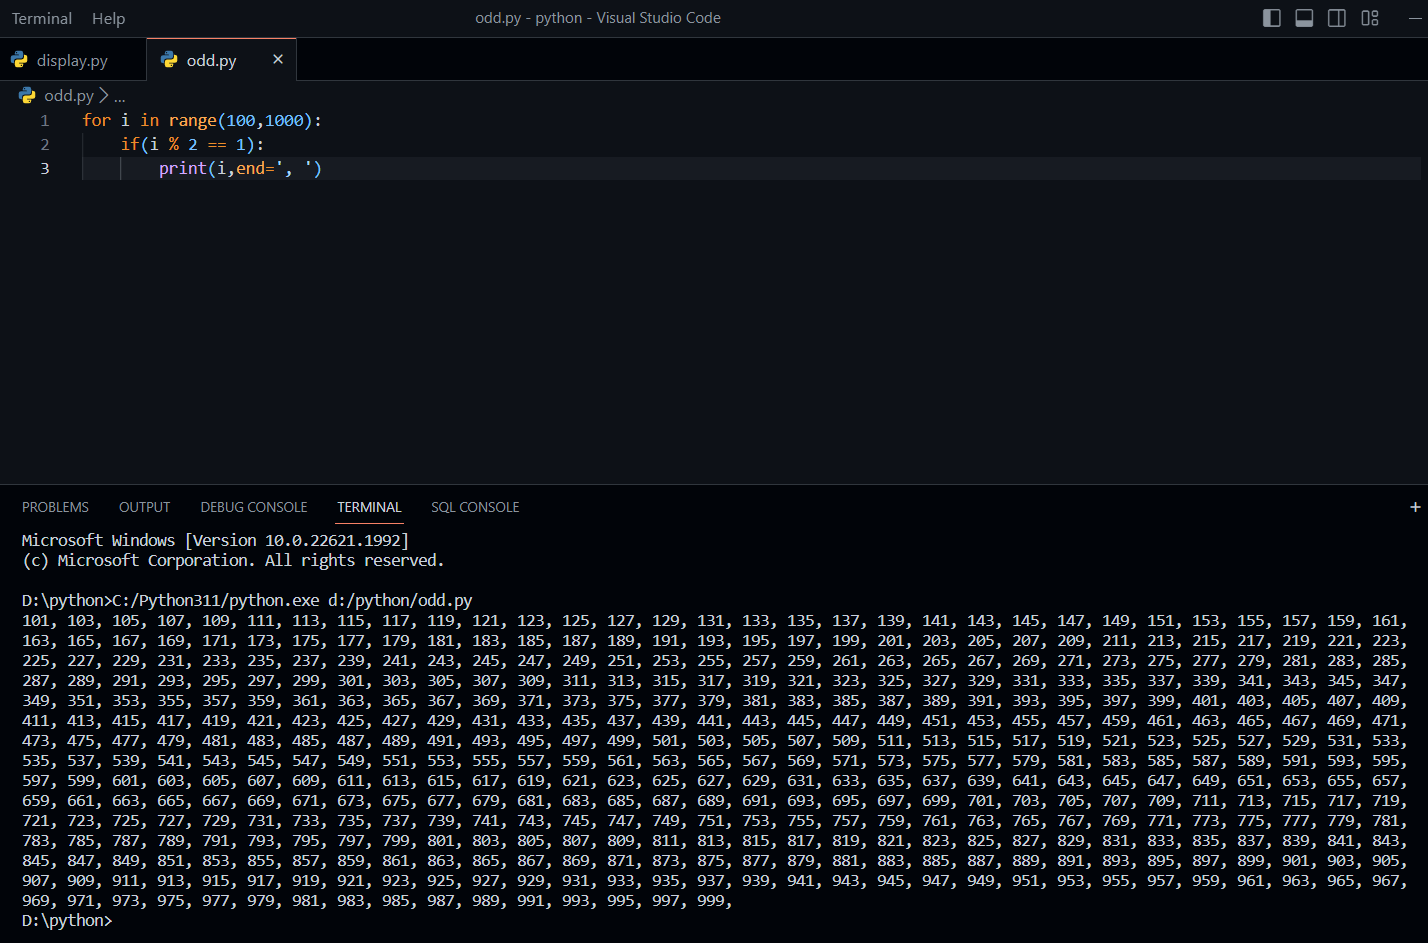 Terminal Help odd.py - python - Visual Studio Code
display.py odd.py
odd.py > ...
1 for i in range(100,1000):
2     if(i % 2 == 1):
3         print(i,end=', ')
PROBLEMS OUTPUT DEBUG CONSOLE TERMINAL SQL CONSOLE
Microsoft Windows [Version 10.0.22621.1992]
(c) Microsoft Corporation. All rights reserved.
D:\python>C:/Python311/python.exe d:/python/odd.py
101, 103, 105, 107, 109, 111, 113, 115, 117, 119, 121, 123, 125, 127, 129, 131, 133, 135, 137, 139, 141, 143, 145, 147, 149, 151, 153, 155, 157, 159, 161,
163, 165, 167, 169, 171, 173, 175, 177, 179, 181, 183, 185, 187, 189, 191, 193, 195, 197, 199, 201, 203, 205, 207, 209, 211, 213, 215, 217, 219, 221, 223,
225, 227, 229, 231, 233, 235, 237, 239, 241, 243, 245, 247, 249, 251, 253, 255, 257, 259, 261, 263, 265, 267, 269, 271, 273, 275, 277, 279, 281, 283, 285,
287, 289, 291, 293, 295, 297, 299, 301, 303, 305, 307, 309, 311, 313, 315, 317, 319, 321, 323, 325, 327, 329, 331, 333, 335, 337, 339, 341, 343, 345, 347,
349, 351, 353, 355, 357, 359, 361, 363, 365, 367, 369, 371, 373, 375, 377, 379, 381, 383, 385, 387, 389, 391, 393, 395, 397, 399, 401, 403, 405, 407, 409,
411, 413, 415, 417, 419, 421, 423, 425, 427, 429, 431, 433, 435, 437, 439, 441, 443, 445, 447, 449, 451, 453, 455, 457, 459, 461, 463, 465, 467, 469, 471,
473, 475, 477, 479, 481, 483, 485, 487, 489, 491, 493, 495, 497, 499, 501, 503, 505, 507, 509, 511, 513, 515, 517, 519, 521, 523, 525, 527, 529, 531, 533,
535, 537, 539, 541, 543, 545, 547, 549, 551, 553, 555, 557, 559, 561, 563, 565, 567, 569, 571, 573, 575, 577, 579, 581, 583, 585, 587, 589, 591, 593, 595,
597, 599, 601, 603, 605, 607, 609, 611, 613, 615, 617, 619, 621, 623, 625, 627, 629, 631, 633, 635, 637, 639, 641, 643, 645, 647, 649, 651, 653, 655, 657,
659, 661, 663, 665, 667, 669, 671, 673, 675, 677, 679, 681, 683, 685, 687, 689, 691, 693, 695, 697, 699, 701, 703, 705, 707, 709, 711, 713, 715, 717, 719,
721, 723, 725, 727, 729, 731, 733, 735, 737, 739, 741, 743, 745, 747, 749, 751, 753, 755, 757, 759, 761, 763, 765, 767, 769, 771, 773, 775, 777, 779, 781,
783, 785, 787, 789, 791, 793, 795, 797, 799, 801, 803, 805, 807, 809, 811, 813, 815, 817, 819, 821, 823, 825, 827, 829, 831, 833, 835, 837, 839, 841, 843,
845, 847, 849, 851, 853, 855, 857, 859, 861, 863, 865, 867, 869, 871, 873, 875, 877, 879, 881, 883, 885, 887, 889, 891, 893, 895, 897, 899, 901, 903, 905,
907, 909, 911, 913, 915, 917, 919, 921, 923, 925, 927, 929, 931, 933, 935, 937, 939, 941, 943, 945, 947, 949, 951, 953, 955, 957, 959, 961, 963, 965, 967,
969, 971, 973, 975, 977, 979, 981, 983, 985, 987, 989, 991, 993, 995, 997, 999,
D:\python>